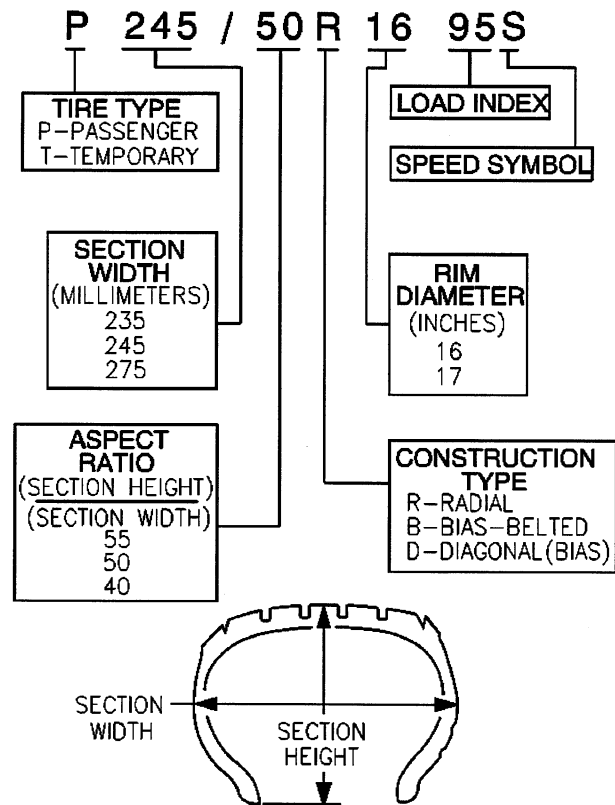 P 245 / 50 R 16 95 S
TIRE TYPE
P-PASSENGER
T-TEMPORARY
LOAD INDEX
SPEED SYMBOL
SECTION
WIDTH
(MILLIMETERS)
235
245
275
RIM
DIAMETER
(INCHES)
16
17
ASPECT
RATIO
(SECTION HEIGHT)
(SECTION WIDTH)
55
50
40
CONSTRUCTION
TYPE
R-RADIAL
B-BIAS-BELTED
D-DIAGONAL(BIAS)
SECTION
WIDTH
SECTION
HEIGHT